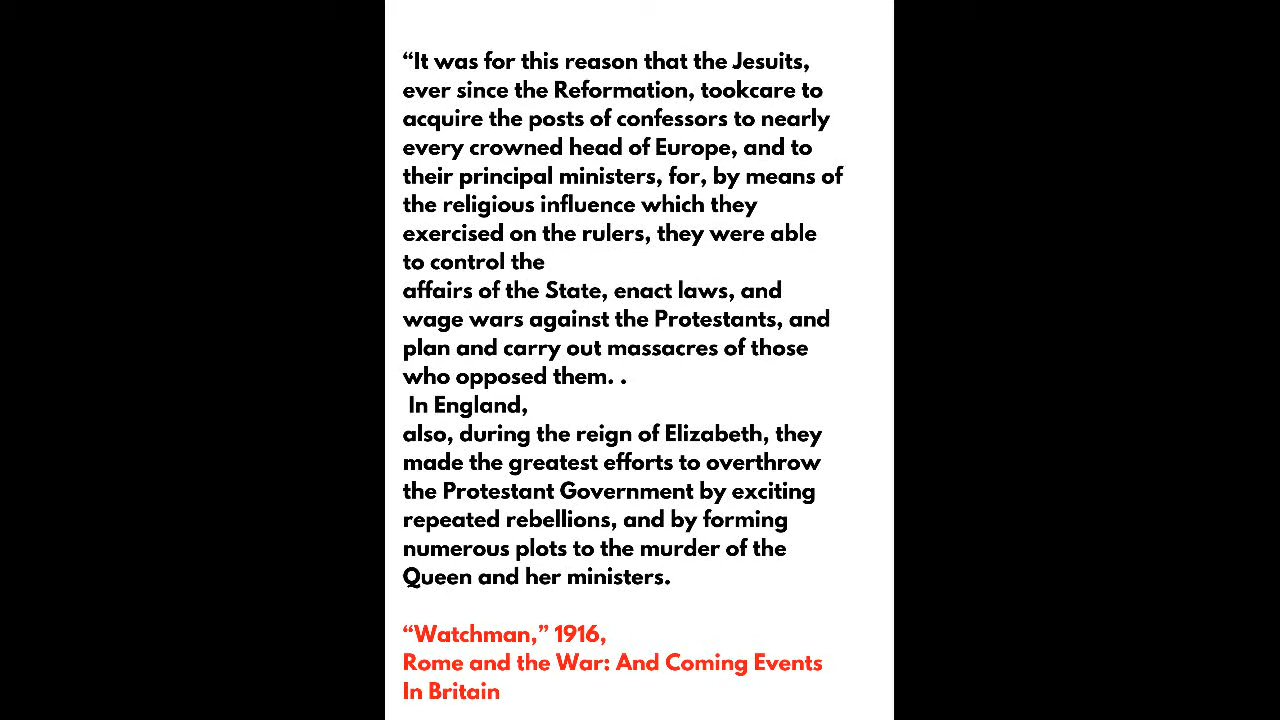 “It was for this reason that the Jesuits,
ever since the Reformation, tookcare to
acquire the posts of confessors to nearly
every crowned head of Europe, and to
their principal ministers, for, by means of
the religious influence which they
exercised on the rulers, they were able
to control the
affairs of the State, enact laws, and
wage wars against the Protestants, and
plan and carry out massacres of those
who opposed them. .
In England,
also, during the reign of Elizabeth, they
made the greatest efforts to overthrow
the Protestant Government by exciting
repeated rebellions, and by forming
numerous plots to the murder of the
Queen and her ministers.
“Watchman,” 1916,
Rome and the War: And Coming Events
In Britain